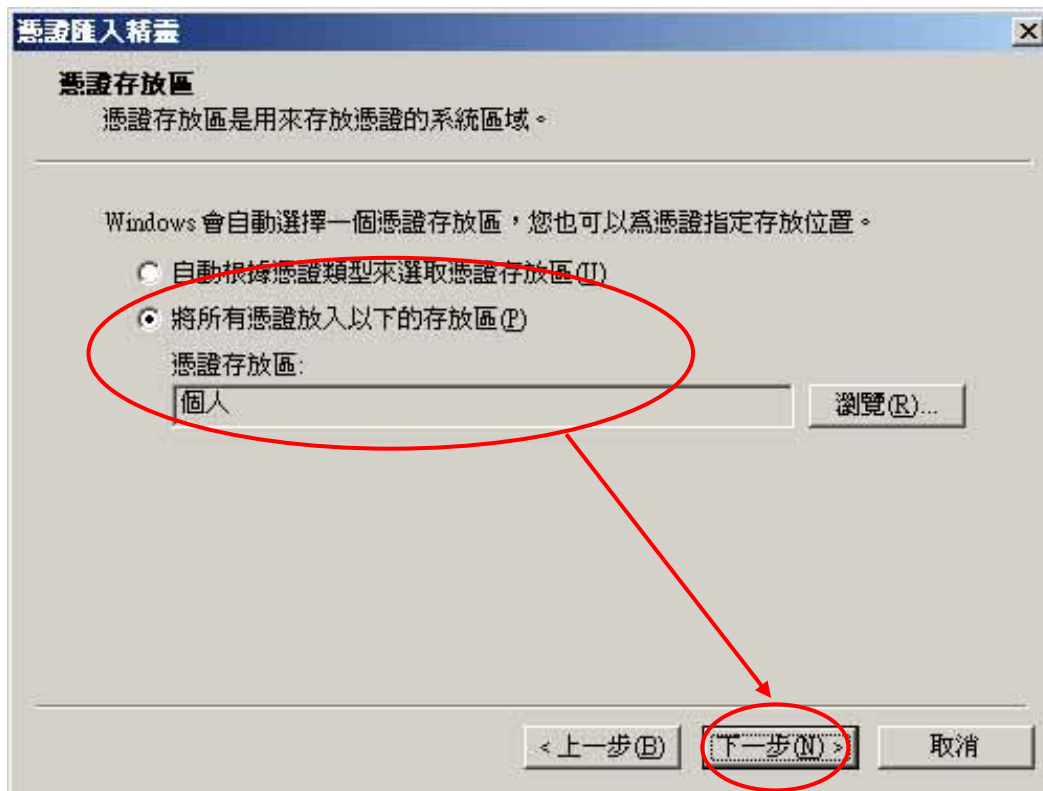 憑證匯入精靈
憑證存放區
憑證存放區是用來存放憑證的系統區域。
Windows 會自動選擇一個憑證存放區，您也可以爲憑證指定存放位置。
自動根據憑證類型來選取憑證存放區(U)
將所有憑證放入以下的存放區(P)
憑證存放區:
個人
瀏覽(R)...
< 上一步(B) 下一步(N) > 取消